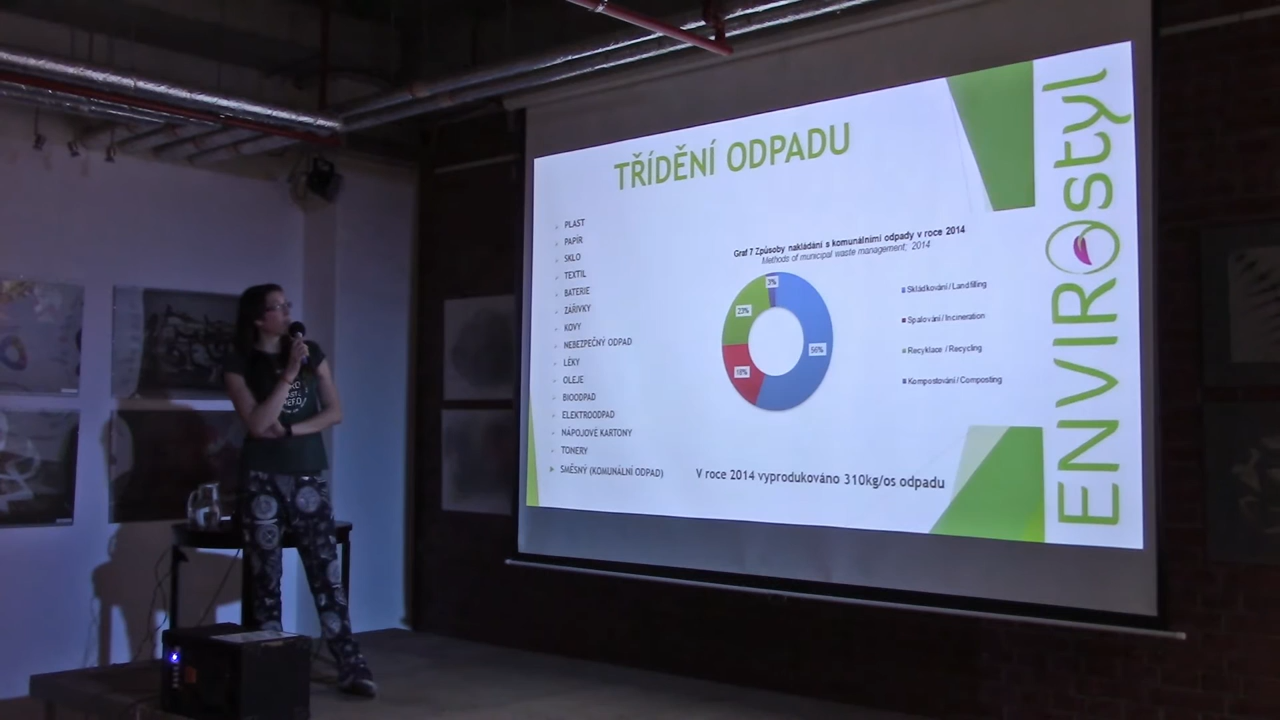 TŘÍDĚNÍ ODPADU
PLAST
PAPÍR
SKLO
TEXTIL
BATERIE
ZÁŘIVKY
KOVY
NEBEZPEČNÝ ODPAD
LÉKY
OLEJE
BIOODPAD
ELEKTROODPAD
NÁPOJOVÉ KARTONY
TONERY
SMĚSNÝ (KOMUNÁLNÍ ODPAD)
Graf 7 Způsoby nakládání s komunálními odpady v roce 2014
Methods of municipal waste management; 2014
3%
23%
56%
18%
Skládkování / Landfilling
Spalování / Incineration
Recyklace / Recycling
Kompostování / Composting
V roce 2014 vyprodukováno 310kg/os odpadu
ENVIROstyl